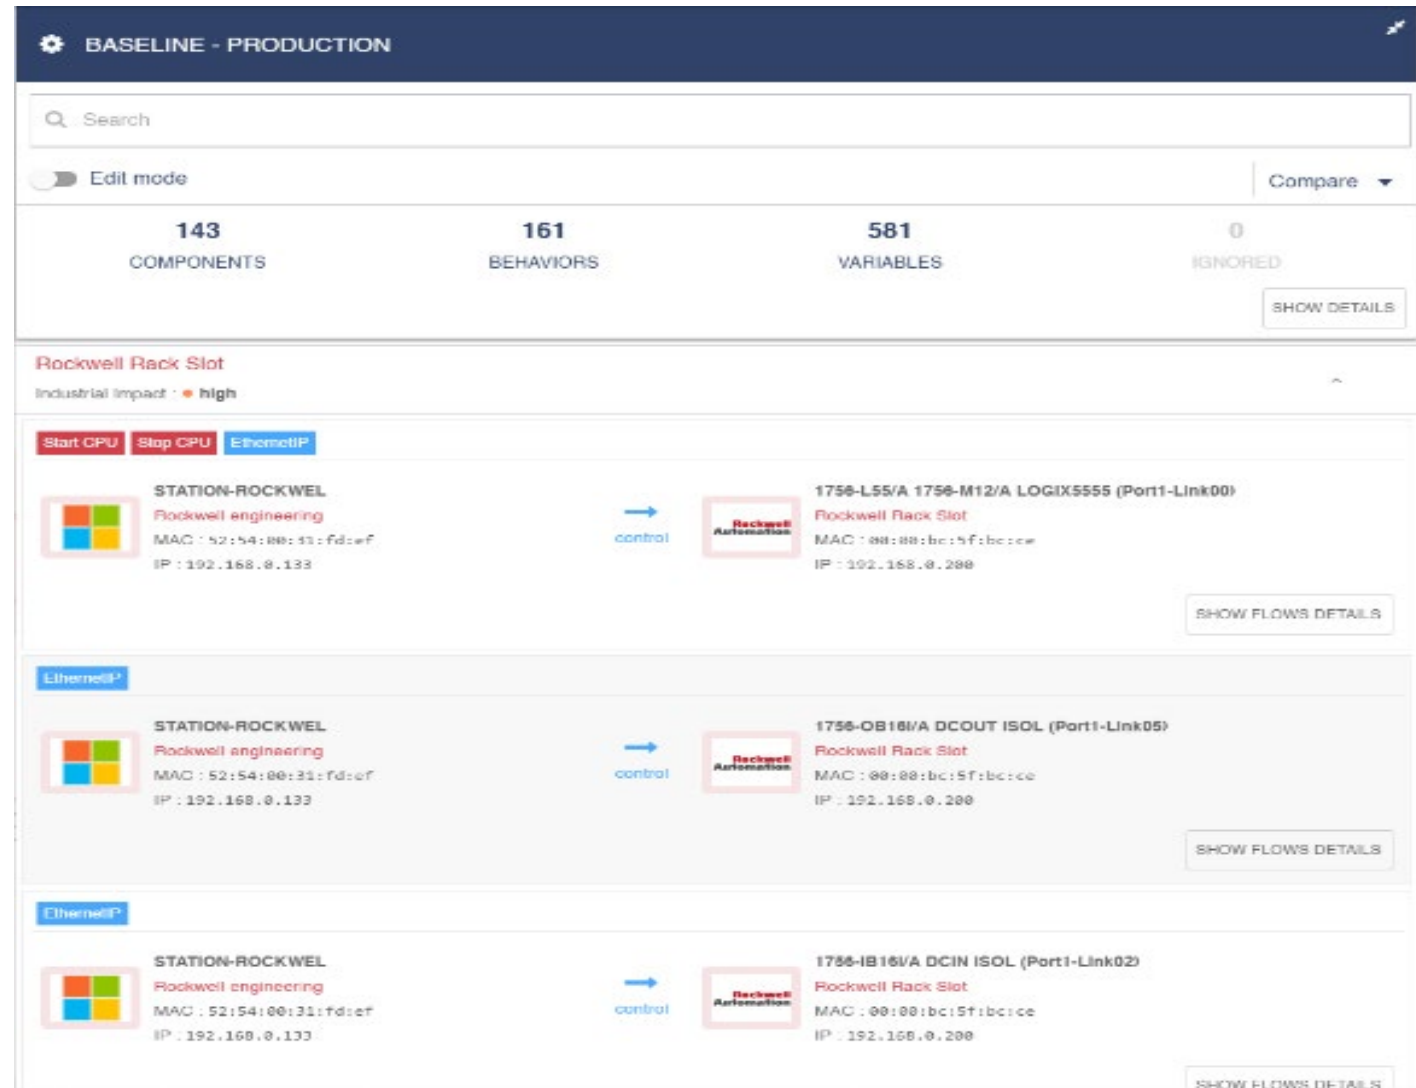 BASELINE - PRODUCTION
Search
Edit mode
Compare
143 161 581 0
COMPONENTS BEHAVIORS VARIABLES IGNORED
SHOW DETAILS
Rockwell Rack Slot
Industrial Impact : high
Start CPU Stop CPU EthernetIP
STATION-ROCKWEL 1756-L55/A 1756-M12/A LOGIX5555 (Port1-Link00)
Rockwell engineering Rockwell Rack Slot
MAC : 52:54:00:31:fd:ef control Rockwell Automation MAC : 00:00:bc:5f:bc:ce
IP : 192.168.0.133 IP : 192.168.0.200
SHOW FLOWS DETAILS
EthernetIP
STATION-ROCKWEL 1756-OB16I/A DCOUT ISOL (Port1-Link05)
Rockwell engineering Rockwell Rack Slot
MAC : 52:54:00:31:fd:ef control Rockwell Automation MAC : 00:00:bc:5f:bc:ce
IP : 192.168.0.133 IP : 192.168.0.200
SHOW FLOWS DETAILS
EthernetIP
STATION-ROCKWEL 1756-IB16I/A DCIN ISOL (Port1-Link02)
Rockwell engineering Rockwell Rack Slot
MAC : 52:54:00:31:fd:ef control Rockwell Automation MAC : 00:00:bc:5f:bc:ce
IP : 192.168.0.133 IP : 192.168.0.200
SHOW FLOWS DETAILS